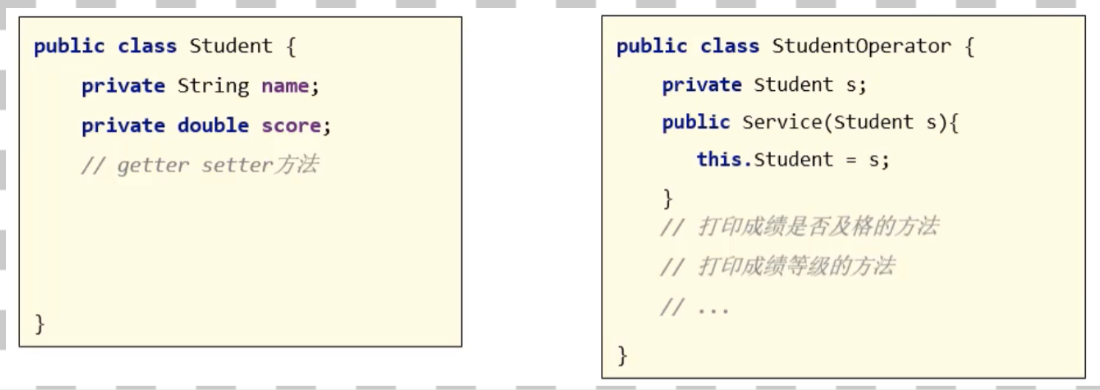 public class Student {
private String name;
private double score;
// getter setter方法
}
public class StudentOperator {
private Student s;
public Service(Student s){
this.Student = s;
}
// 打印成绩是否及格的方法
// 打印成绩等级的方法
// ...
}